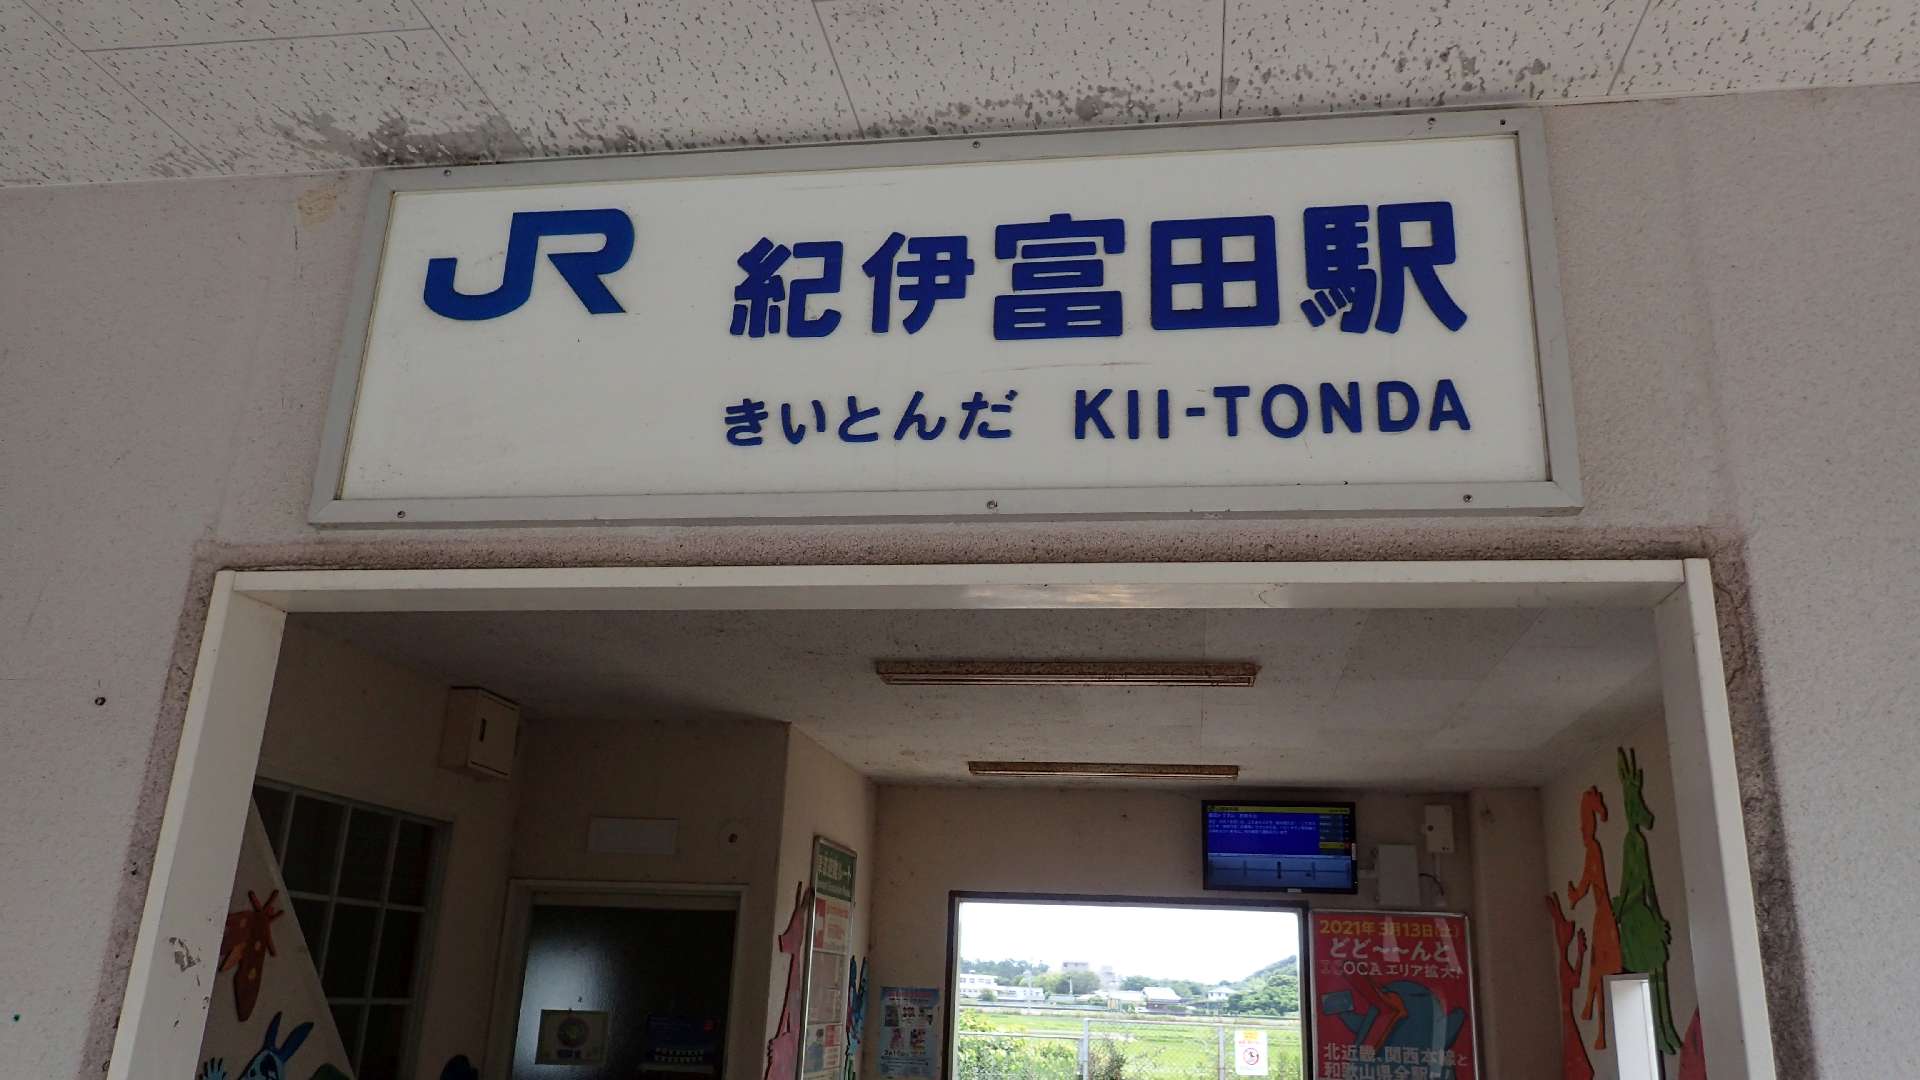 JR 紀伊富田駅
きいとんだ KII-TONDA
2021年3月13日(土)
どど〜〜んと
ICOCAエリア拡大!
北近畿、関西本線と
和歌山県全駅に!